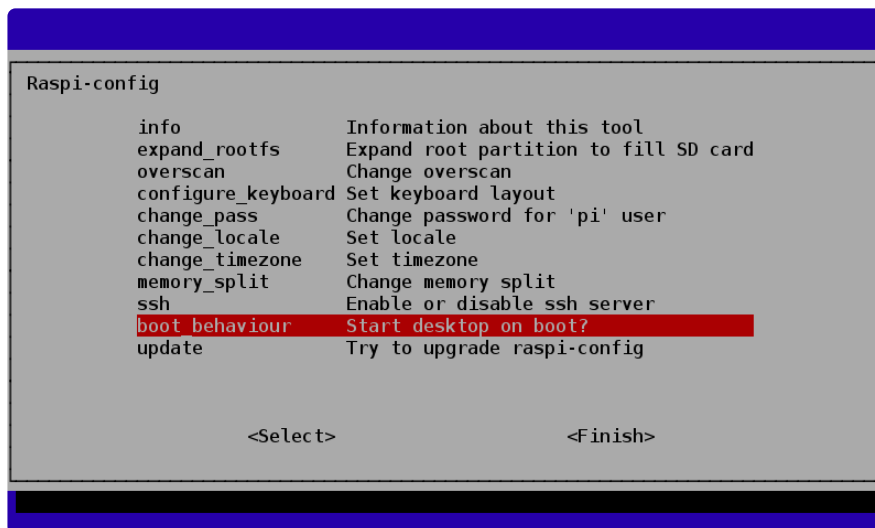 Raspi-config
info Information about this tool
expand_rootfs Expand root partition to fill SD card
overscan Change overscan
configure_keyboard Set keyboard layout
change_pass Change password for 'pi' user
change_locale Set locale
change_timezone Set timezone
memory_split Change memory split
ssh Enable or disable ssh server
boot_behaviour Start desktop on boot?
update Try to upgrade raspi-config
<Select> <Finish>